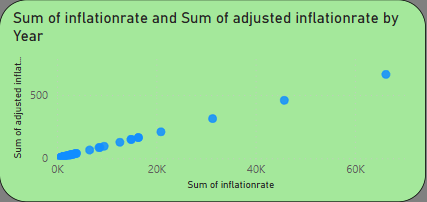 Sum of inflationrate and Sum of adjusted inflationrate by
Year
Sum of adjusted inflat...
500
0
0K
20K
40K
60K
Sum of inflationrate